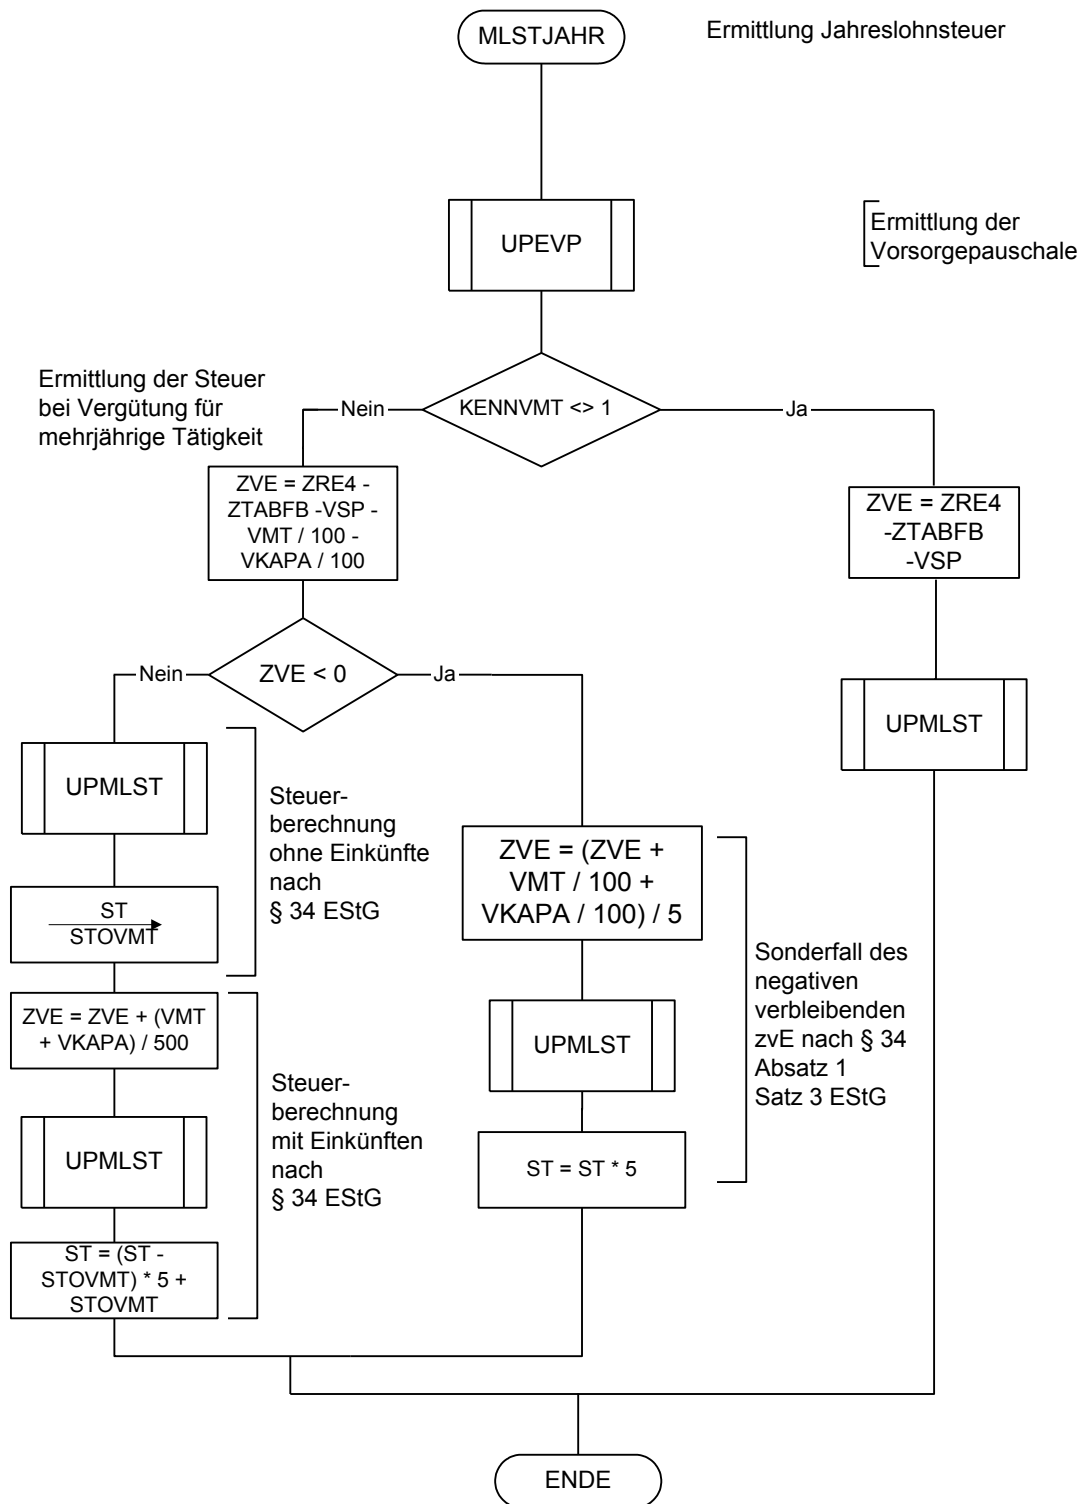 MLSTJAHR
Ermittlung Jahreslohnsteuer
UPEVP
Ermittlung der
Vorsorgepauschale
Ermittlung der Steuer
bei Vergütung für
mehrjährige Tätigkeit
Nein
KENNVMT <> 1
Ja
ZVE = ZRE4 -
ZTABFB -VSP -
VMT / 100 -
VKAPA / 100
ZVE = ZRE4
-ZTABFB
-VSP
Nein
ZVE < 0
Ja
UPMLST
UPMLST
Steuer-
berechnung
ohne Einkünfte
nach
§ 34 EStG
ZVE = (ZVE +
VMT / 100 +
VKAPA / 100) / 5
ST
STOVMT
Sonderfall des
negativen
verbleibenden
zvE nach § 34
Absatz 1
Satz 3 EStG
ZVE = ZVE + (VMT
+ VKAPA) / 500
UPMLST
Steuer-
berechnung
mit Einkünften
nach
§ 34 EStG
UPMLST
ST = ST * 5
ST = (ST -
STOVMT) * 5 +
STOVMT
ENDE